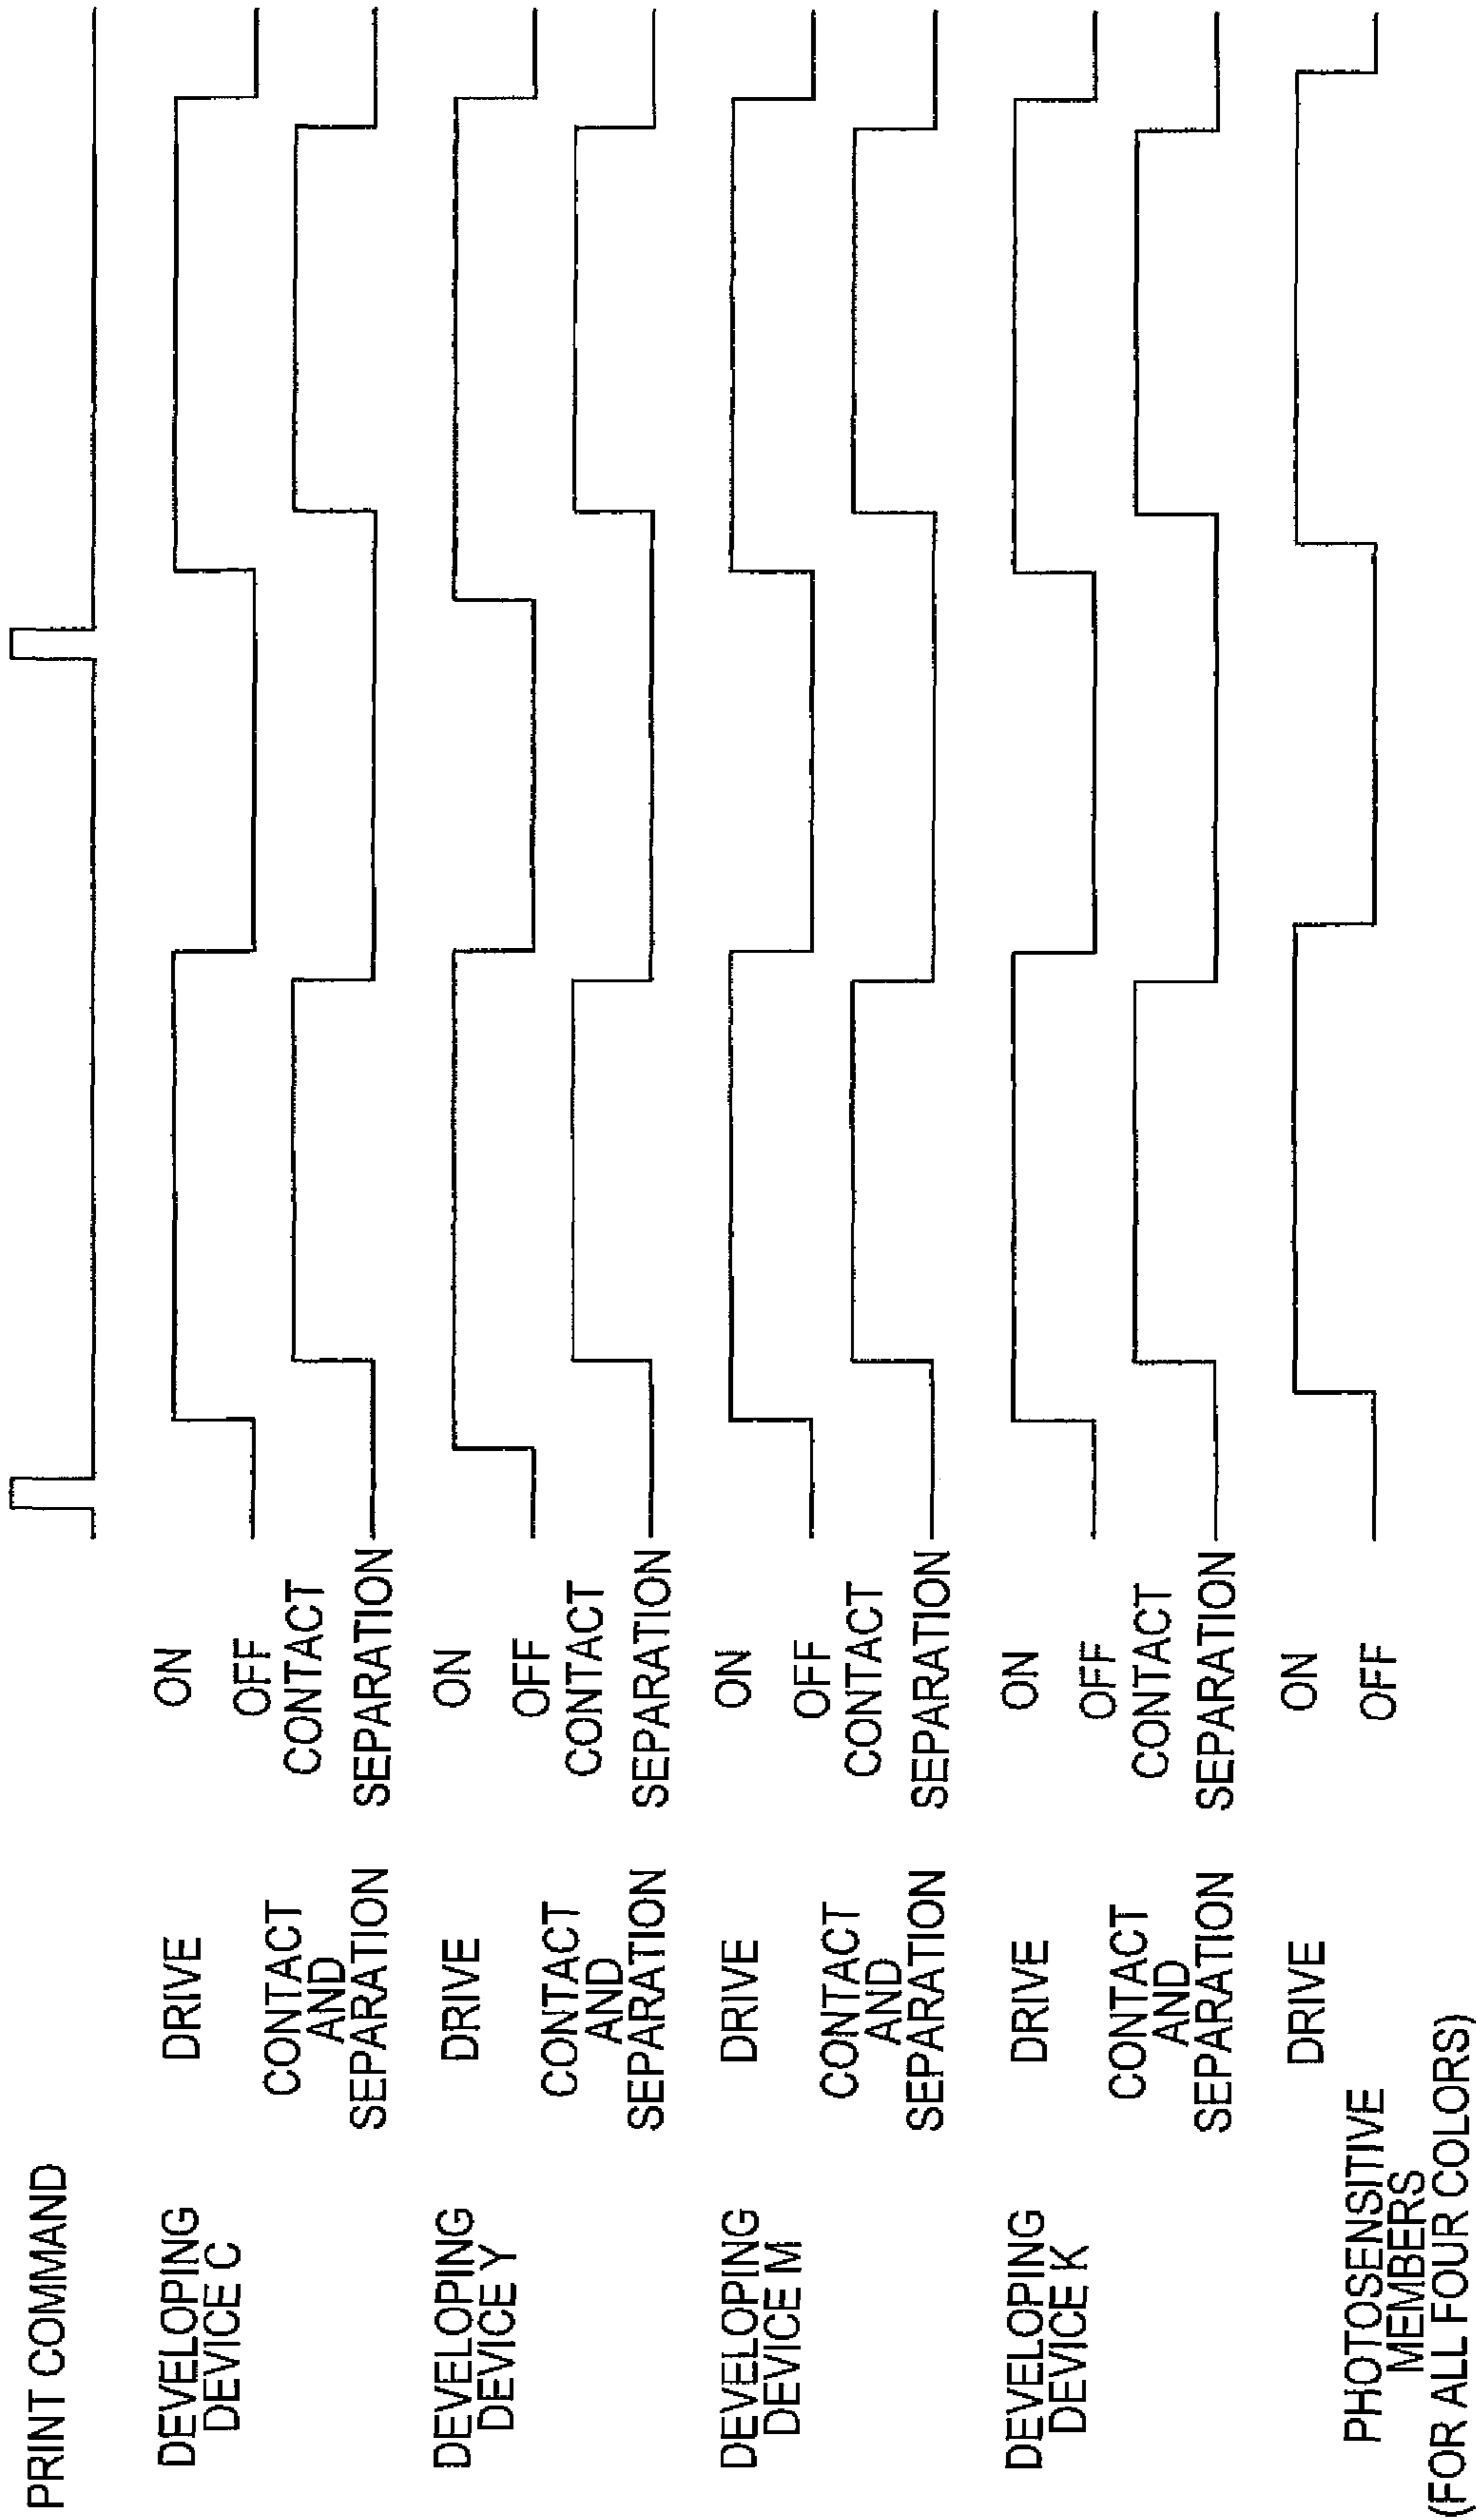 PRINT COMMAND
DEVELOPING
DEVICE C
DRIVE
ON
OFF
CONTACT
AND
SEPARATION
CONTACT
SEPARATION
DEVELOPING
DEVICE Y
DRIVE
ON
OFF
CONTACT
AND
SEPARATION
CONTACT
SEPARATION
DEVELOPING
DEVICE M
DRIVE
ON
OFF
CONTACT
AND
SEPARATION
CONTACT
SEPARATION
DEVELOPING
DEVICE K
DRIVE
ON
OFF
CONTACT
AND
SEPARATION
CONTACT
SEPARATION
PHOTOSENSITIVE
MEMBERS
(FOR ALL FOUR COLORS)
DRIVE
ON
OFF